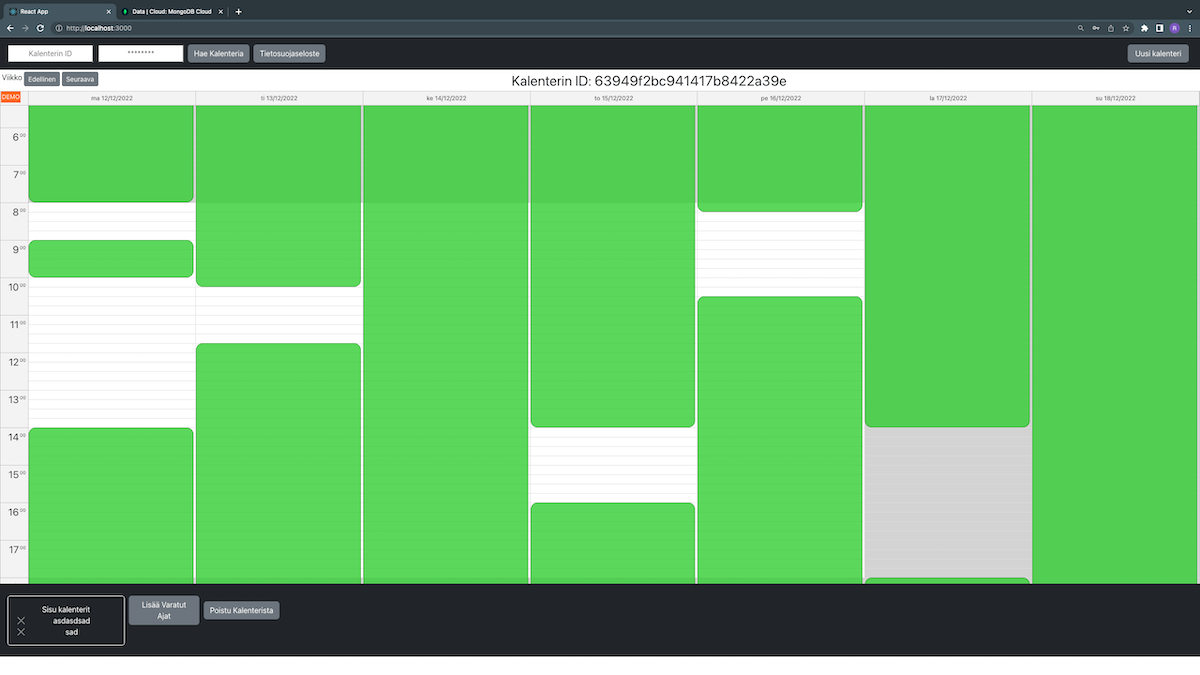 React App
Data | Cloud: MongoDB Cloud
http://localhost:3000
R
Kalenterin ID
********
Hae Kalenteria
Tietosuojaseloste
Uusi kalenteri
Viikko
Edellinen
Seuraava
Kalenterin ID: 63949f2bc941417b8422a39e
DEMO
ma 12/12/2022
ti 13/12/2022
ke 14/12/2022
to 15/12/2022
pe 16/12/2022
la 17/12/2022
su 18/12/2022
6 00
7 00
8 00
9 00
10 00
11 00
12 00
13 00
14 00
15 00
16 00
17 00
Sisu kalenterit
asdasdsad
sad
Lisää Varatut
Ajat
Poistu Kalenterista